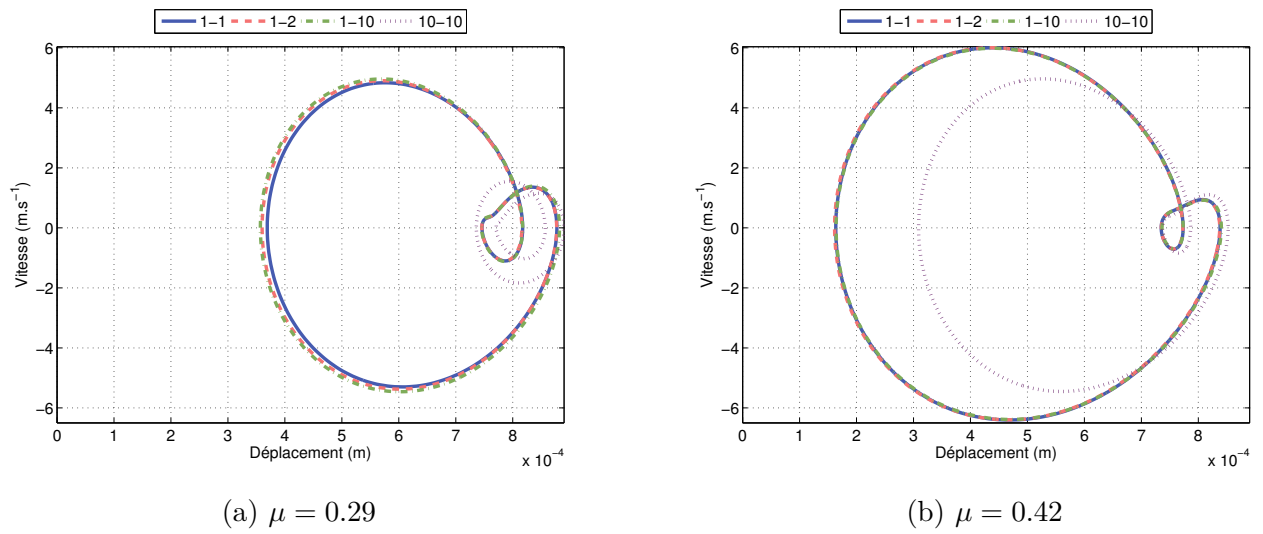 1−1 1−2 1−10 10−10
6
4
2
0
−2
−4
−6
Vitesse (m.s⁻¹)
0 1 2 3 4 5 6 7 8
Déplacement (m)
x 10⁻⁴
(a) μ = 0.29
1−1 1−2 1−10 10−10
6
4
2
0
−2
−4
−6
Vitesse (m.s⁻¹)
0 1 2 3 4 5 6 7 8
Déplacement (m)
x 10⁻⁴
(b) μ = 0.42